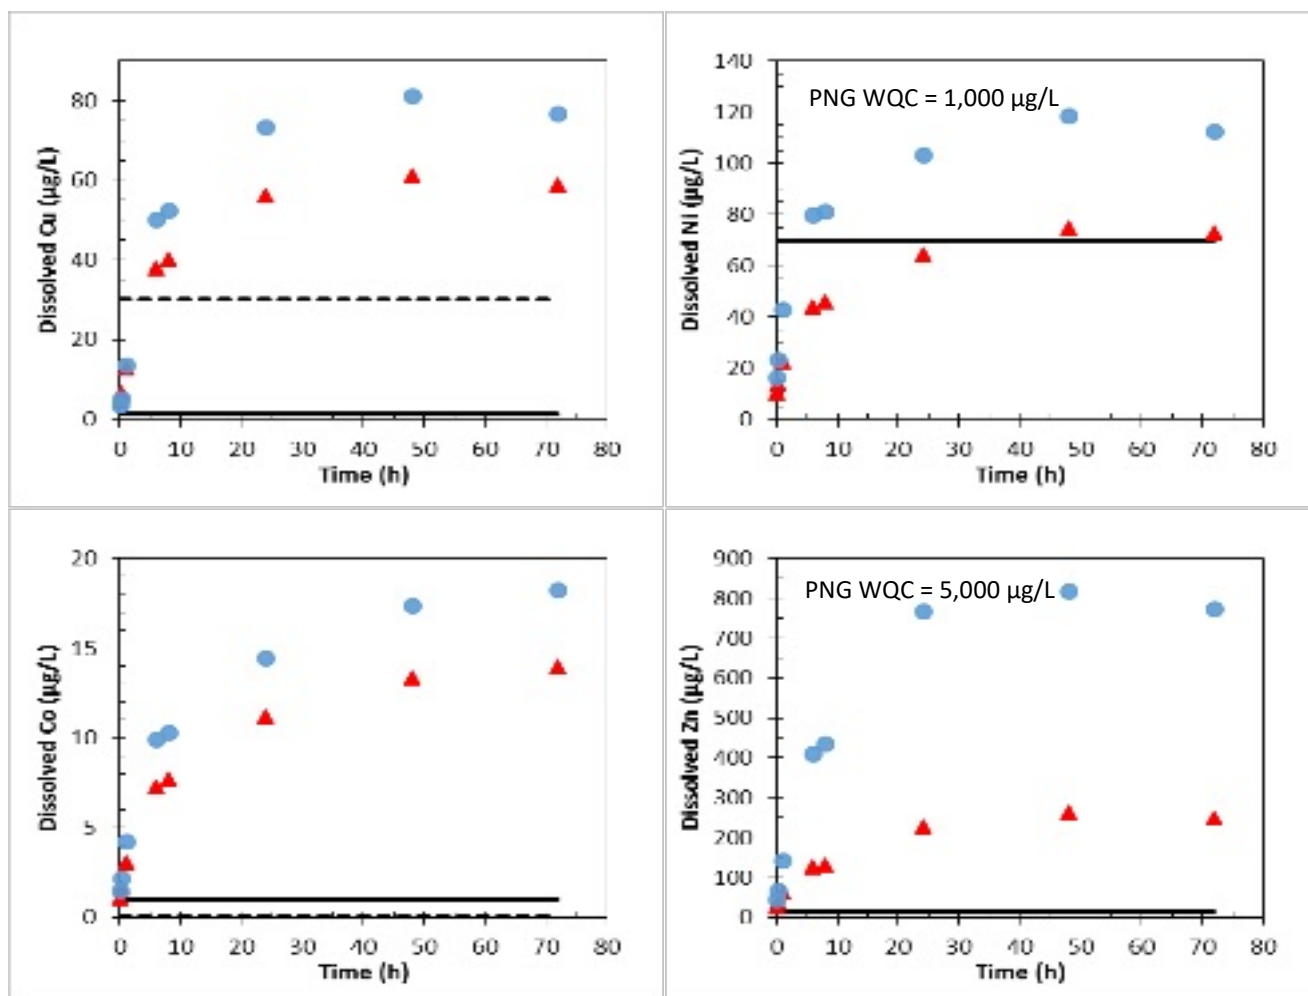 Dissolved Cu (µg/L)
80
60
40
20
0
0 10 20 30 40 50 60 70 80
Time (h)
Dissolved Ni (µg/L)
140
120
100
80
60
40
20
0
PNG WQC = 1,000 µg/L
0 10 20 30 40 50 60 70 80
Time (h)
Dissolved Co (µg/L)
20
15
10
5
0
0 10 20 30 40 50 60 70 80
Time (h)
Dissolved Zn (µg/L)
900
800
700
600
500
400
300
200
100
0
PNG WQC = 5,000 µg/L
0 10 20 30 40 50 60 70 80
Time (h)